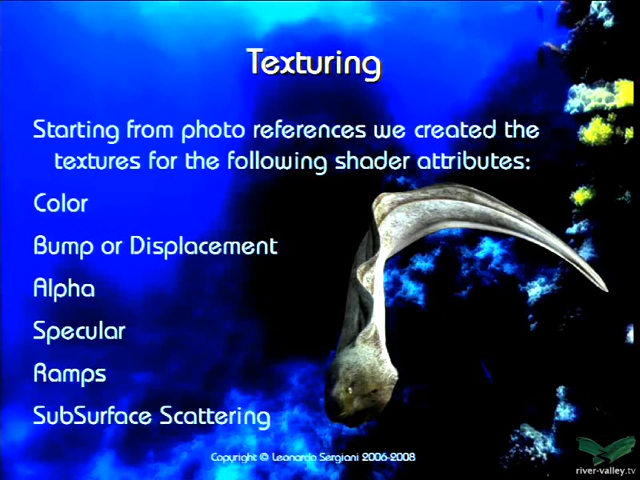 Texturing
Starting from photo references we created the
textures for the following shader attributes:
Color
Bump or Displacement
Alpha
Specular
Ramps
SubSurface Scattering
Copyright © Leonardo Sergiani 2006-2008
river-valley.tv